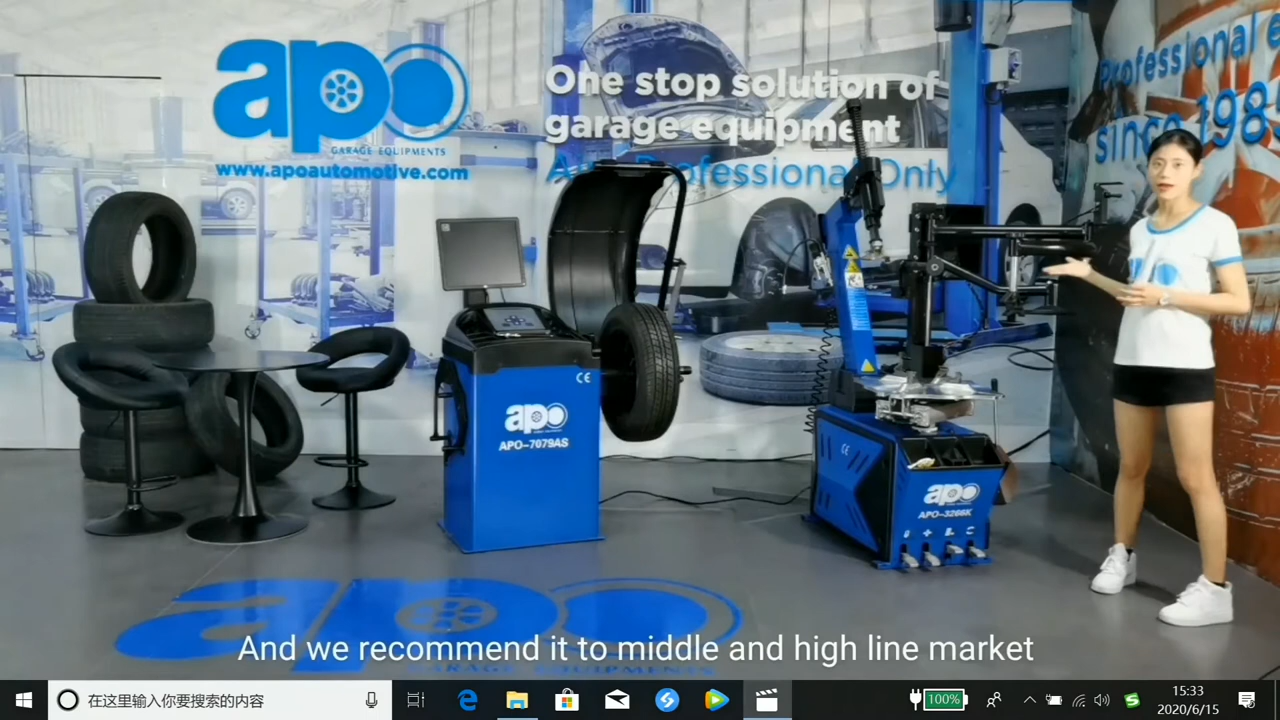 apo
GARAGE EQUIPMENTS
www.apoautomotive.com
One stop solution of
garage equipment
Professional Only
Professional
since 198
CE
apo
APO-7079AS
CE
apo
APO-3266K
apo
GARAGE EQUIPMENTS
And we recommend it to middle and high line market
在这里输入你要搜索的内容
100%
15:33
2020/6/15